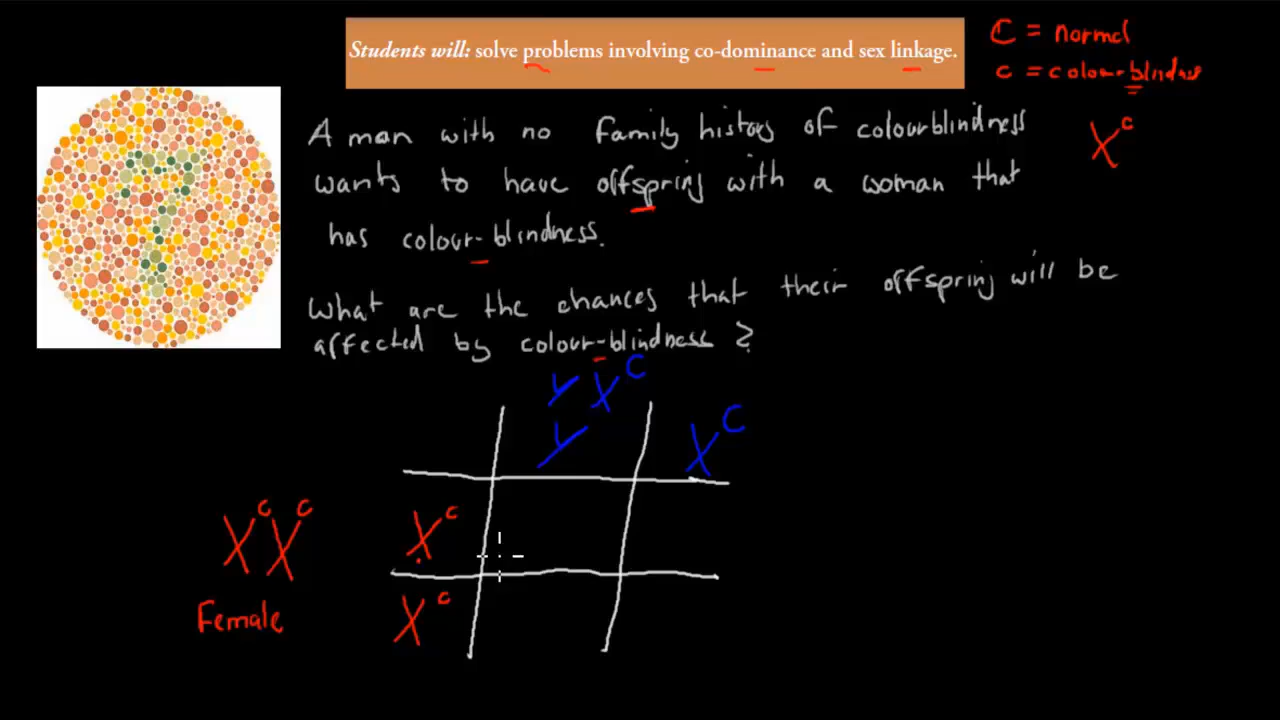 Students will: solve problems involving co-dominance and sex linkage.
C = normal
c = colour-blindness
X^c
A man with no family history of colourblindness
wants to have offspring with a woman that
has colour-blindness.
What are the chances that their offspring will be
affected by colour-blindness ?
Y X^C
Y X^C
X^c X^c X^c
Female X^c